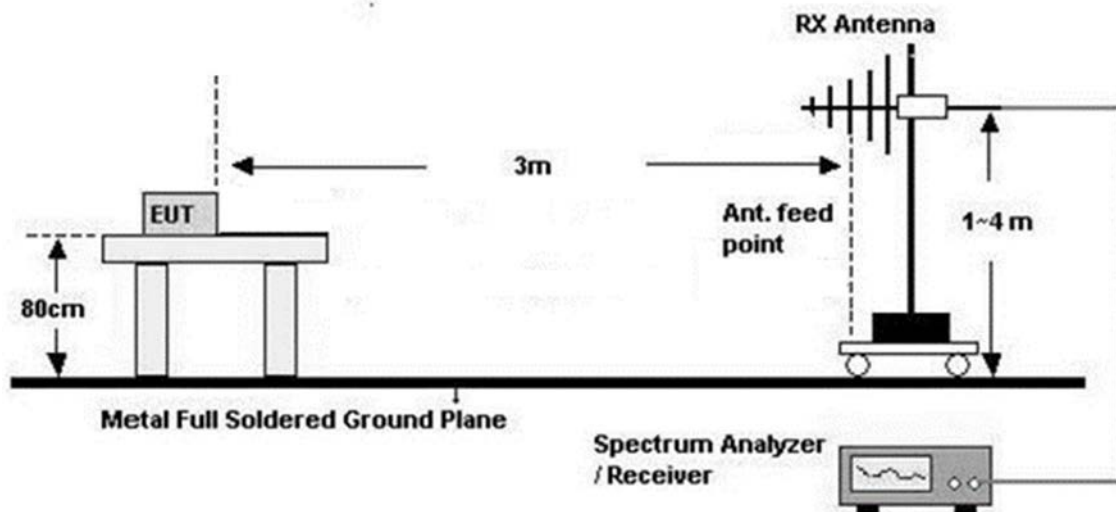 RX Antenna
3m
EUT
Ant. feed
point
1~4 m
80cm
Metal Full Soldered Ground Plane
Spectrum Analyzer
/ Receiver